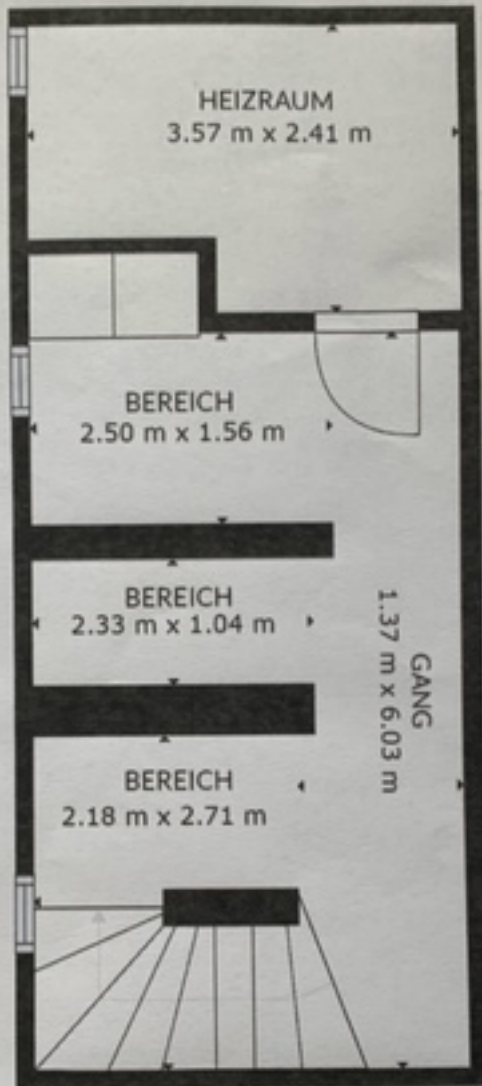 HEIZRAUM
3.57 m x 2.41 m
BEREICH
2.50 m x 1.56 m
BEREICH
2.33 m x 1.04 m
GANG
1.37 m x 6.03 m
BEREICH
2.18 m x 2.71 m